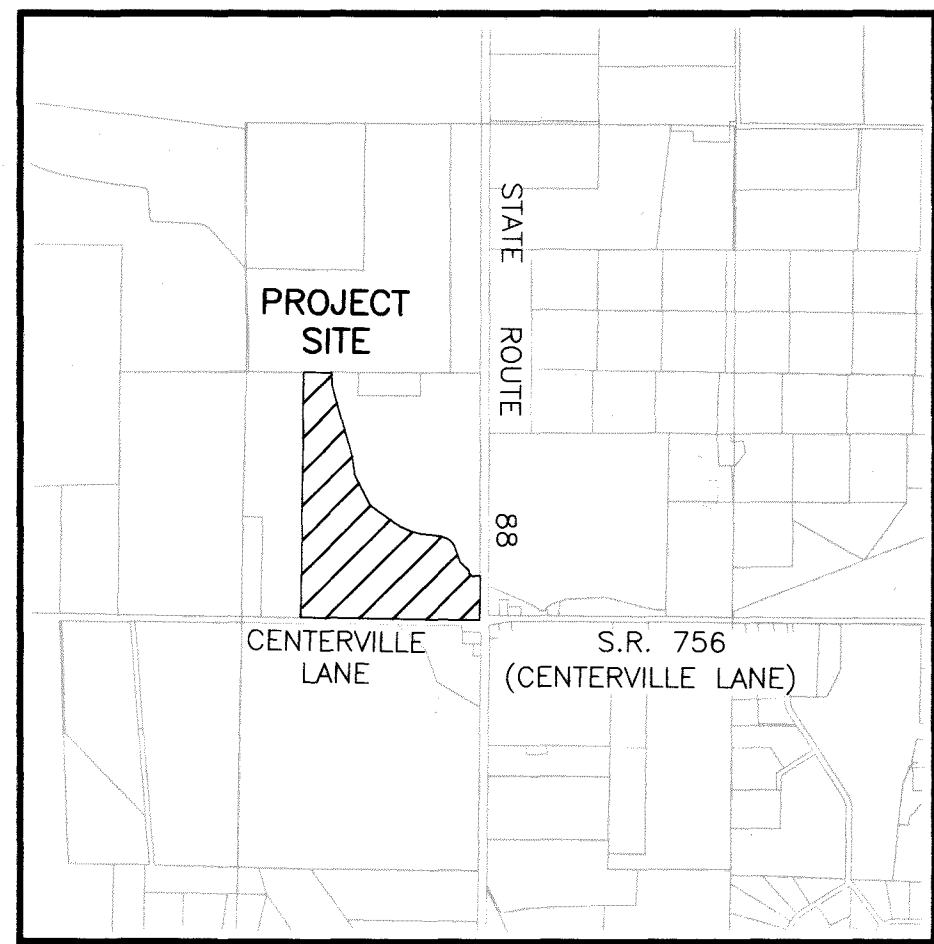 PROJECT
SITE
STATE ROUTE 88
CENTERVILLE
LANE
S.R. 756
(CENTERVILLE LANE)